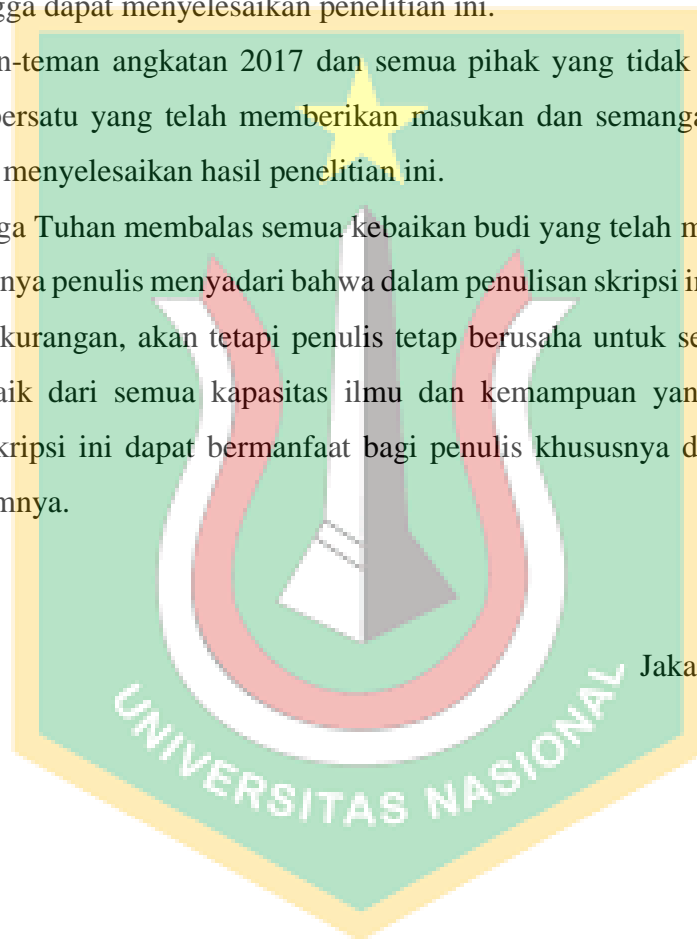 gga dapat menyelesaikan penelitian ini.
n-teman angkatan 2017 dan semua pihak yang tidak
bersatu yang telah memberikan masukan dan semanga
menyelesaikan hasil penelitian ini.
ga Tuhan membalas semua kebaikan budi yang telah m
nya penulis menyadari bahwa dalam penulisan skripsi in
kurangan, akan tetapi penulis tetap berusaha untuk se
aik dari semua kapasitas ilmu dan kemampuan yan
kripsi ini dapat bermanfaat bagi penulis khususnya d
mnya.
Jaka
UNIVERSITAS NASIONAL